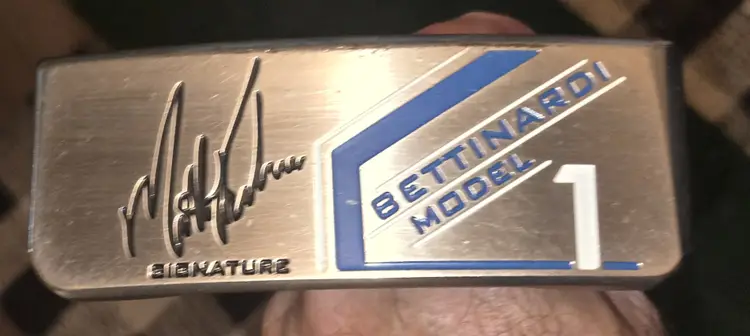 SIGNATURE
BETTINARDI
MODEL
1